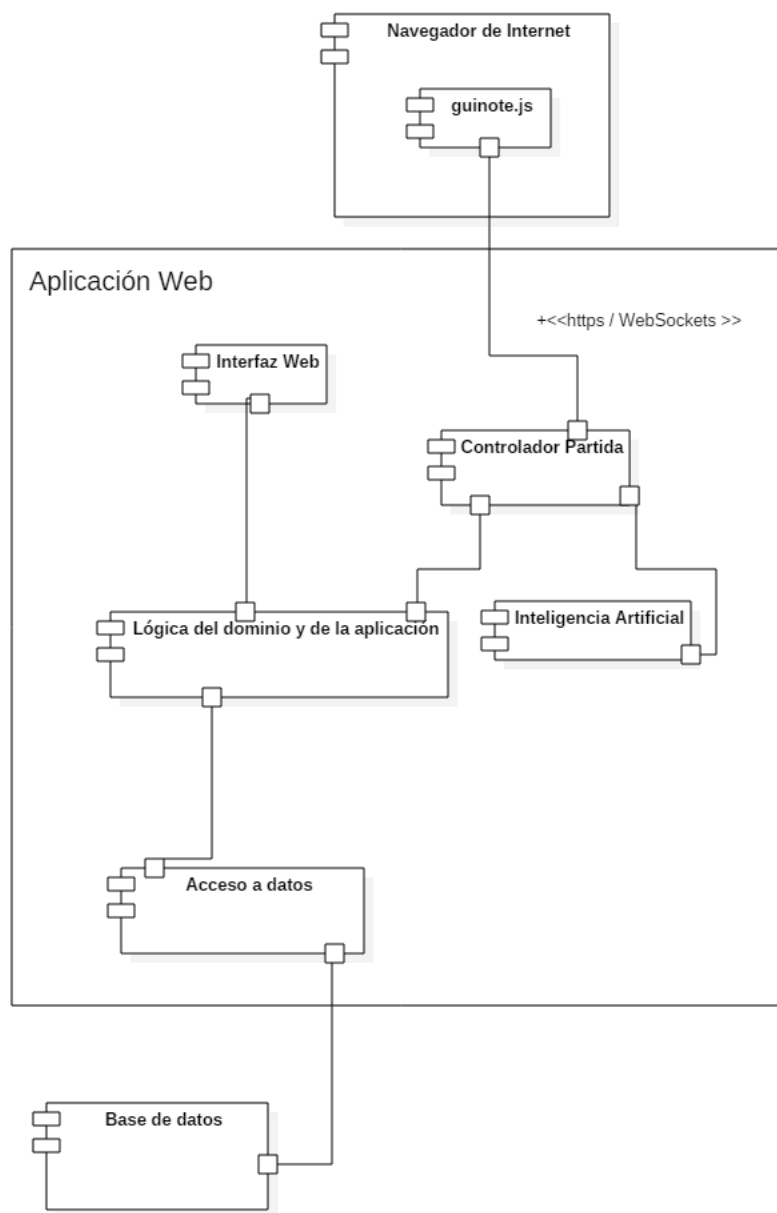 Navegador de Internet
guinote.js
Aplicación Web
+<<https / WebSockets >>
Interfaz Web
Controlador Partida
Inteligencia Artificial
Lógica del dominio y de la aplicación
Acceso a datos
Base de datos